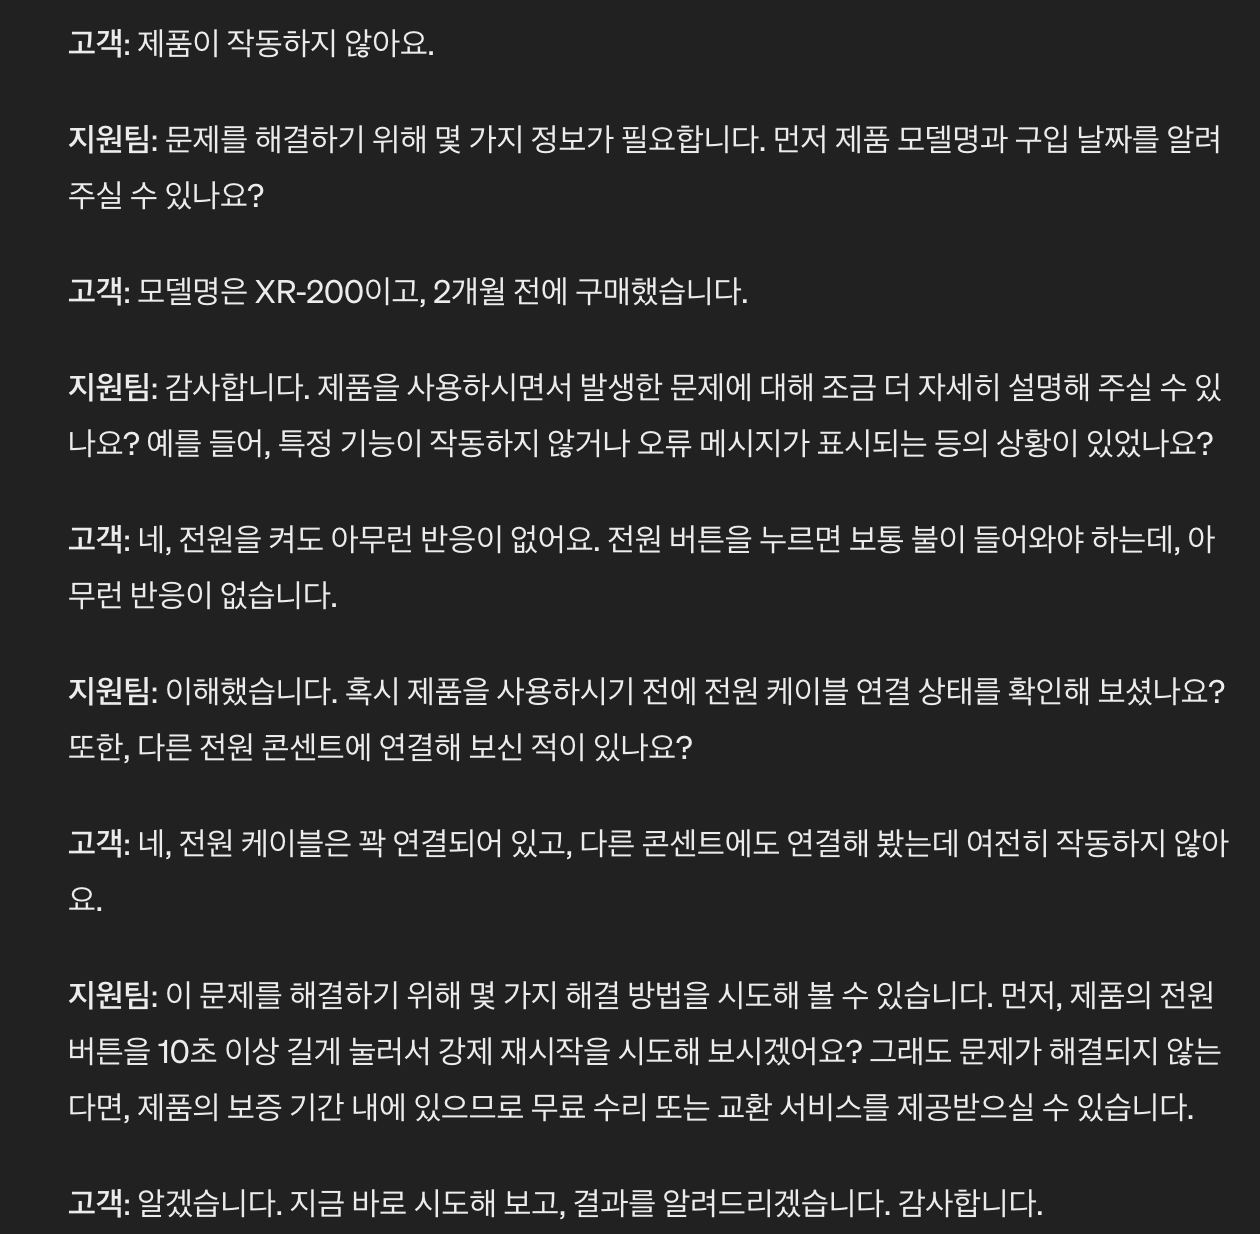 고객: 제품이 작동하지 않아요.
지원팀: 문제를 해결하기 위해 몇 가지 정보가 필요합니다. 먼저 제품 모델명과 구입 날짜를 알려
주실 수 있나요?
고객: 모델명은 XR-200이고, 2개월 전에 구매했습니다.
지원팀: 감사합니다. 제품을 사용하시면서 발생한 문제에 대해 조금 더 자세히 설명해 주실 수 있
나요? 예를 들어, 특정 기능이 작동하지 않거나 오류 메시지가 표시되는 등의 상황이 있었나요?
고객: 네, 전원을 켜도 아무런 반응이 없어요. 전원 버튼을 누르면 보통 불이 들어와야 하는데, 아
무런 반응이 없습니다.
지원팀: 이해했습니다. 혹시 제품을 사용하시기 전에 전원 케이블 연결 상태를 확인해 보셨나요?
또한, 다른 전원 콘센트에 연결해 보신 적이 있나요?
고객: 네, 전원 케이블은 꽉 연결되어 있고, 다른 콘센트에도 연결해 봤는데 여전히 작동하지 않아
요.
지원팀: 이 문제를 해결하기 위해 몇 가지 해결 방법을 시도해 볼 수 있습니다. 먼저, 제품의 전원
버튼을 10초 이상 길게 눌러서 강제 재시작을 시도해 보시겠어요? 그래도 문제가 해결되지 않는
다면, 제품의 보증 기간 내에 있으므로 무료 수리 또는 교환 서비스를 제공받으실 수 있습니다.
고객: 알겠습니다. 지금 바로 시도해 보고, 결과를 알려드리겠습니다. 감사합니다.